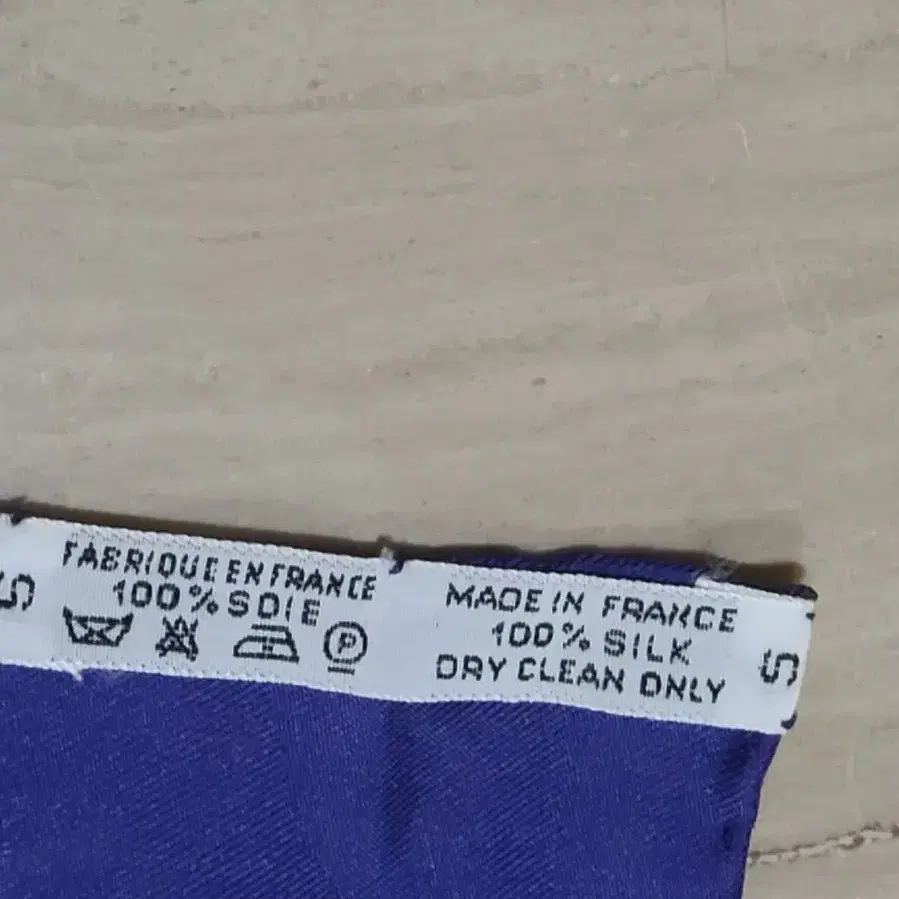 FABRIQUE EN FRANCE
100% SOIE
P
MADE IN FRANCE
100% SILK
DRY CLEAN ONLY
S